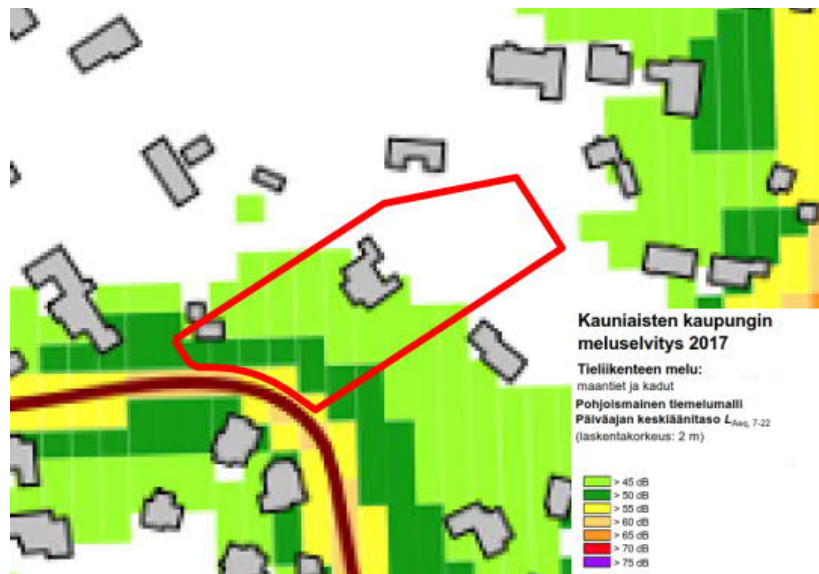 Kauniaisten kaupungin
meluselvitys 2017
Tieliikenteen melu:
maantiet ja kadut
Pohjoismainen tiemelumalli
Päiväajan keskiäänitaso LAeq, 7-22
(laskentakorkeus: 2 m)
> 45 dB
> 50 dB
> 55 dB
> 60 dB
> 65 dB
> 70 dB
> 75 dB